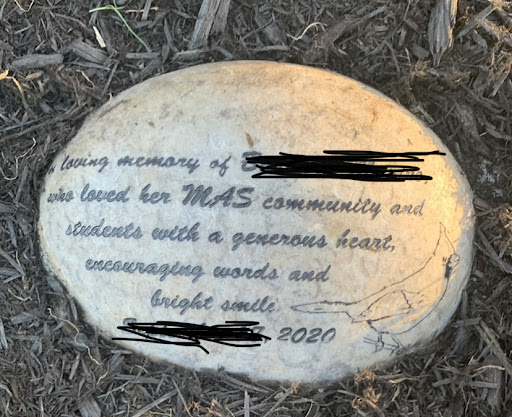 loving memory of
who loved her MAS community and
students with a generous heart,
encouraging words and
bright smile
2020